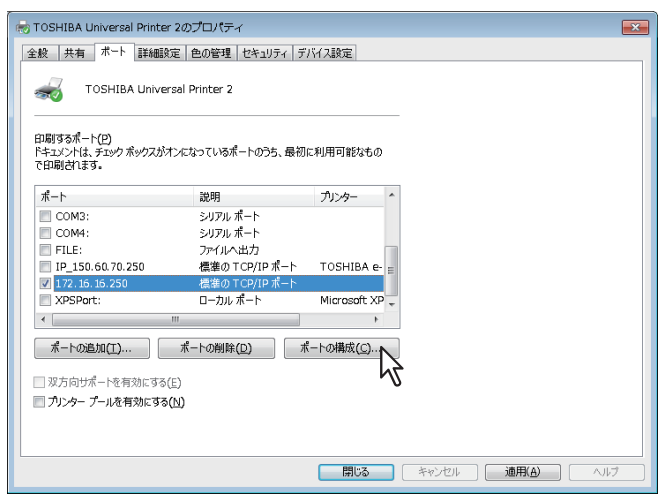 TOSHIBA Universal Printer 2のプロパティ
全般 共有 ポート 詳細設定 色の管理 セキュリティ デバイス設定
TOSHIBA Universal Printer 2
印刷するポート(P)
ドキュメントは、チェック ボックスがオンになっているポートのうち、最初に利用可能なもの
で印刷されます。
ポート 説明 プリンター
COM3: シリアル ポート
COM4: シリアル ポート
FILE: ファイルへ出力
IP_150.60.70.250 標準の TCP/IP ポート TOSHIBA e-
172.16.16.250 標準の TCP/IP ポート
XPSPort: ローカル ポート Microsoft XP
ポートの追加(T)... ポートの削除(D) ポートの構成(C)...
双方向サポートを有効にする(E)
プリンター プールを有効にする(N)
閉じる キャンセル 適用(A) ヘルプ